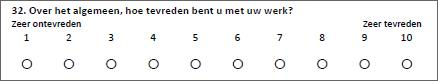 32. Over het algemeen, hoe tevreden bent u met uw werk?
Zeer ontevreden Zeer tevreden
1 2 3 4 5 6 7 8 9 10